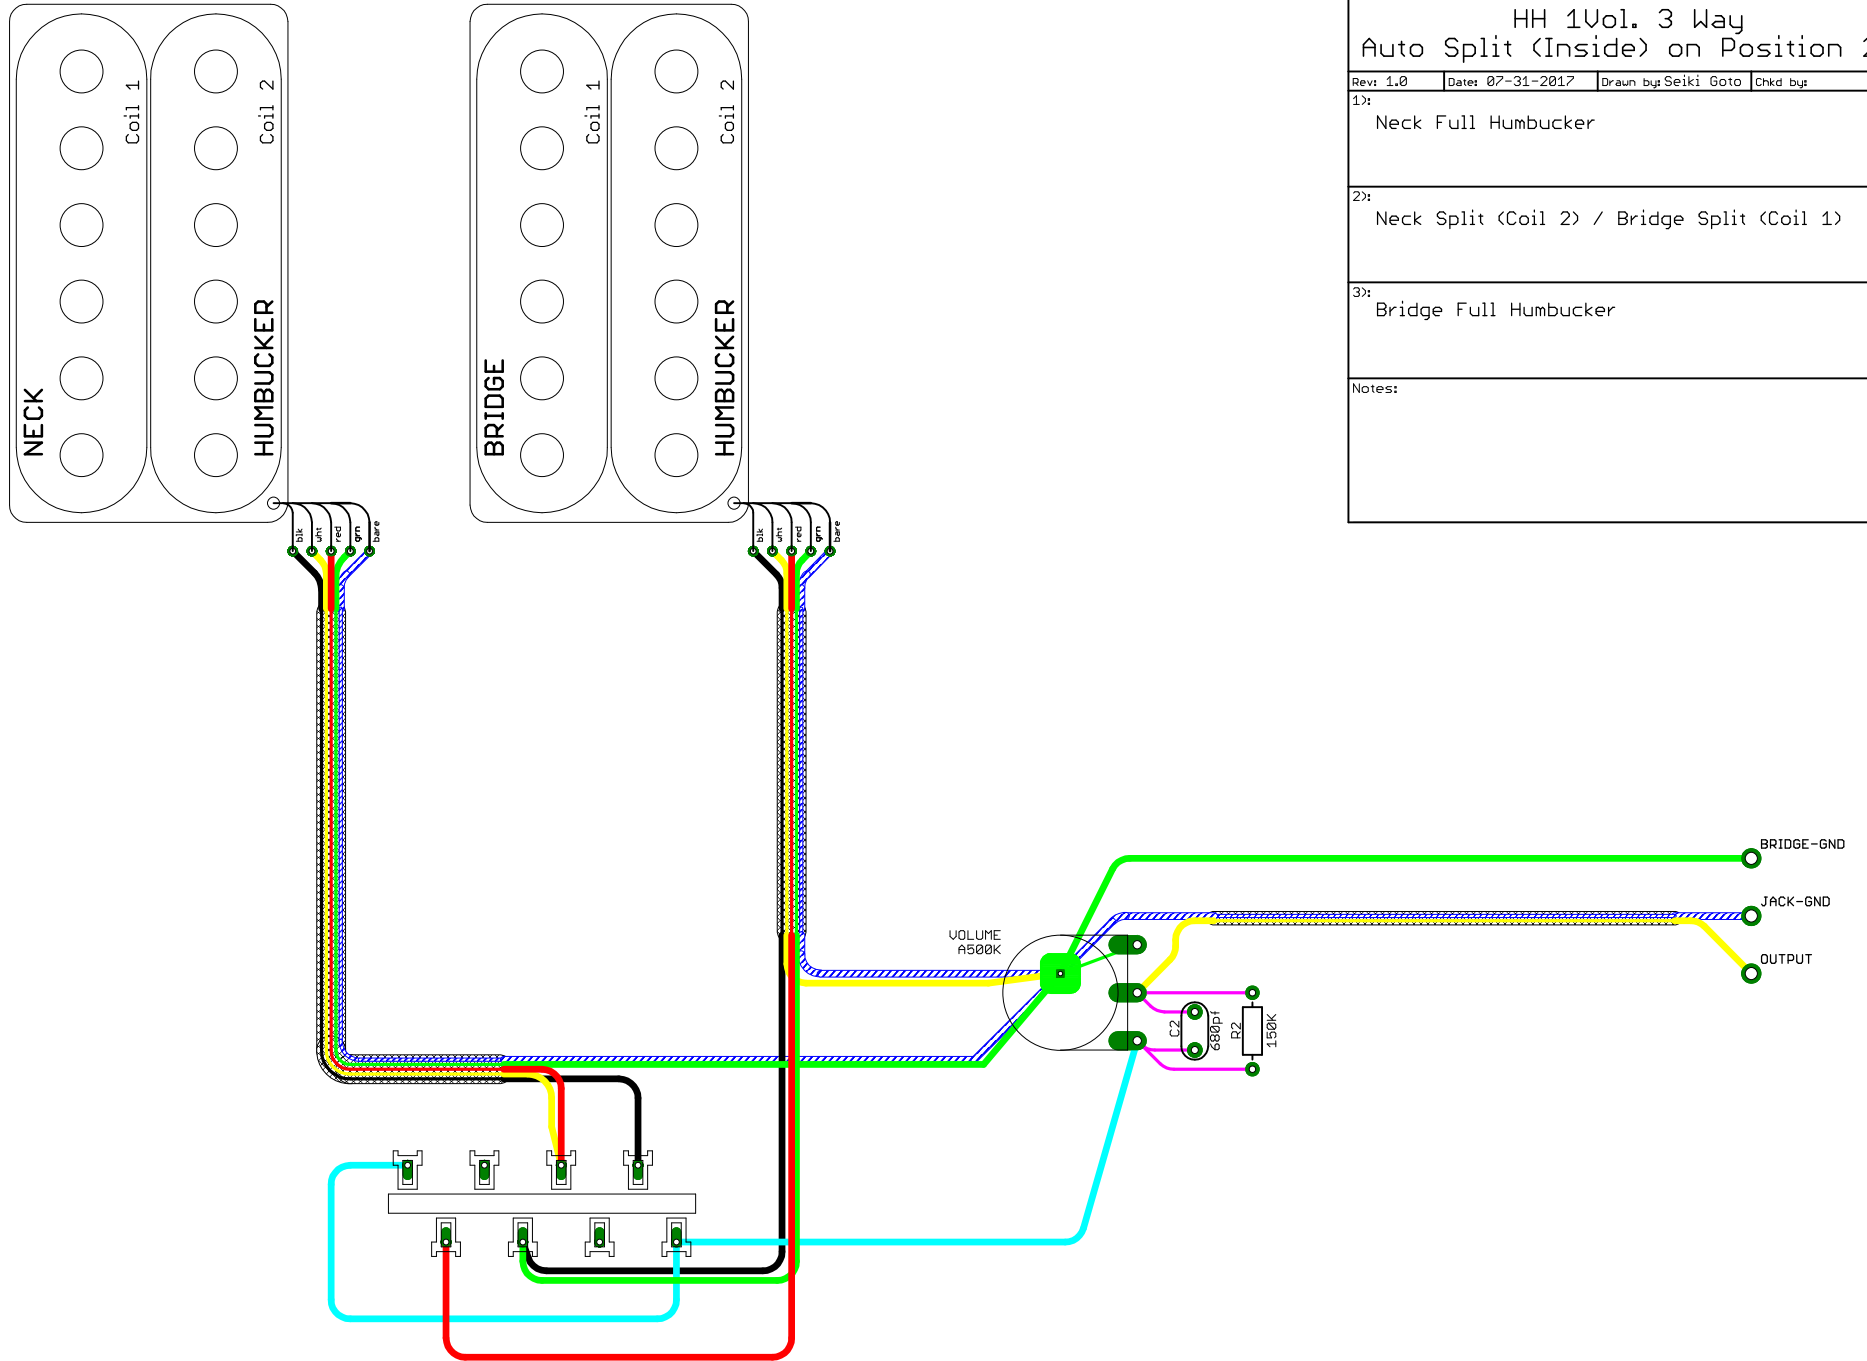 HH 1Vol. 3 Way
Auto Split (Inside) on Position 2
Rev: 1.0
Date: 07-31-2017
Drawn by: Seiki Goto
Chkd by:
1):
Neck Full Humbucker
2):
Neck Split (Coil 2) / Bridge Split (Coil 1)
3):
Bridge Full Humbucker
Notes:
Coil 1
Coil 2
NECK
HUMBUCKER
Coil 1
Coil 2
BRIDGE
HUMBUCKER
blk
wht
red
grn
bare
blk
wht
red
grn
bare
VOLUME
A500K
BRIDGE-GND
JACK-GND
OUTPUT
C2
680pf
R2
150K